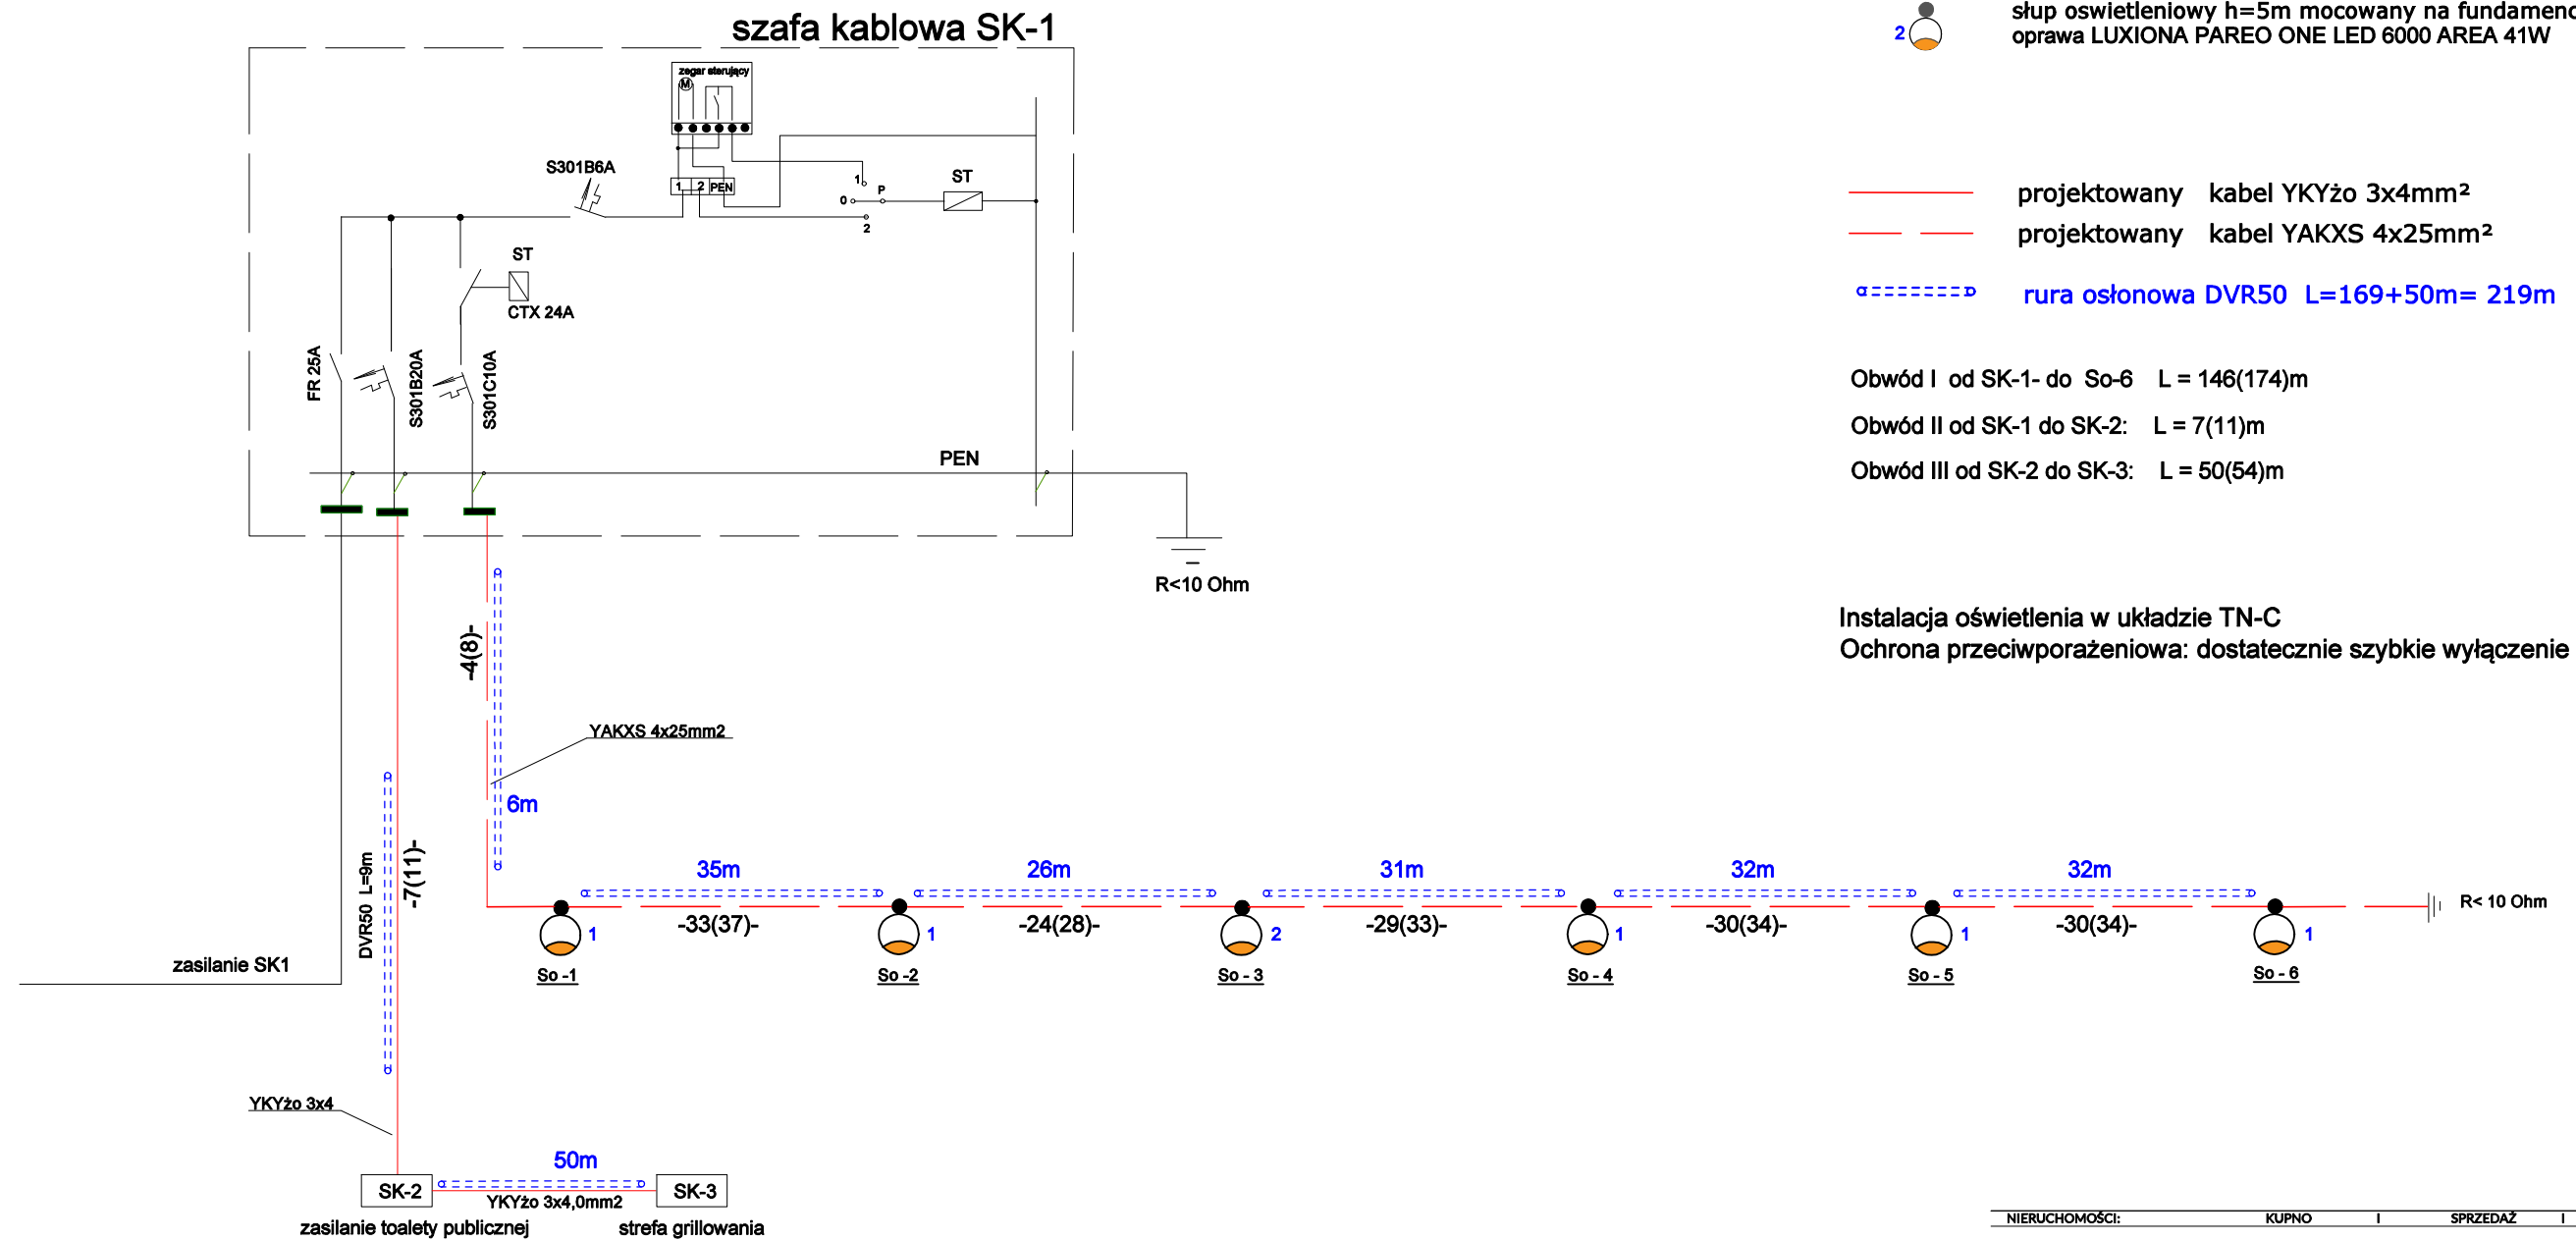 szafa kablowa SK-1
zegar sterujący
M
S301B6A
1 2 PEN
1
P
0
2
ST
ST
CTX 24A
FR 25A
S301B20A
S301C10A
PEN
R<10 Ohm
2
słup oswietleniowy h=5m mocowany na
oprawa LUXIONA PAREO ONE LED 6000 AREA 41W
projektowany kabel YKYżo 3x4mm²
projektowany kabel YAKXS 4x25mm²
rura osłonowa DVR50 L=169+50m= 219m
Obwód I od SK-1- do So-6 L = 146(174)m
Obwód II od SK-1 do SK-2: L = 7(11)m
Obwód III od SK-2 do SK-3: L = 50(54)m
Instalacja oświetlenia w układzie TN-C
Ochrona przeciwporażeniowa: dostatecznie szybkie wyłączenie
-4(8)-
YAKXS 4x25mm2
6m
DVR50 L=9m
-7(11)-
35m
26m
31m
32m
32m
-33(37)-
-24(28)-
-29(33)-
-30(34)-
-30(34)-
R< 10 Ohm
1
1
2
1
1
1
So -1
So -2
So - 3
So - 4
So - 5
So - 6
zasilanie SK1
YKYżo 3x4
50m
SK-2
SK-3
YKYżo 3x4,0mm2
zasilanie toalety publicznej
strefa grillowania
NIERUCHOMOŚCI: KUPNO I SPRZEDAŻ I